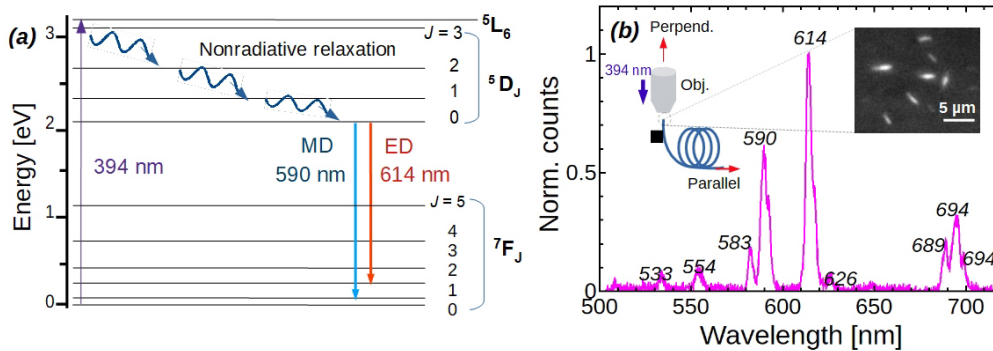 (a)
Energy [eV]
3
2
1
0
394 nm
Nonradiative relaxation
MD
590 nm
ED
614 nm
⁵L₆
J = 3
2
1
0
⁵D_J
J = 5
4
3
2
1
0
⁷F_J
(b)
Norm. counts
1
0.5
0
Perpend.
394 nm
Obj.
Parallel
5 µm
533
554
583
590
614
626
689
694
694
500
550
600
650
700
Wavelength [nm]